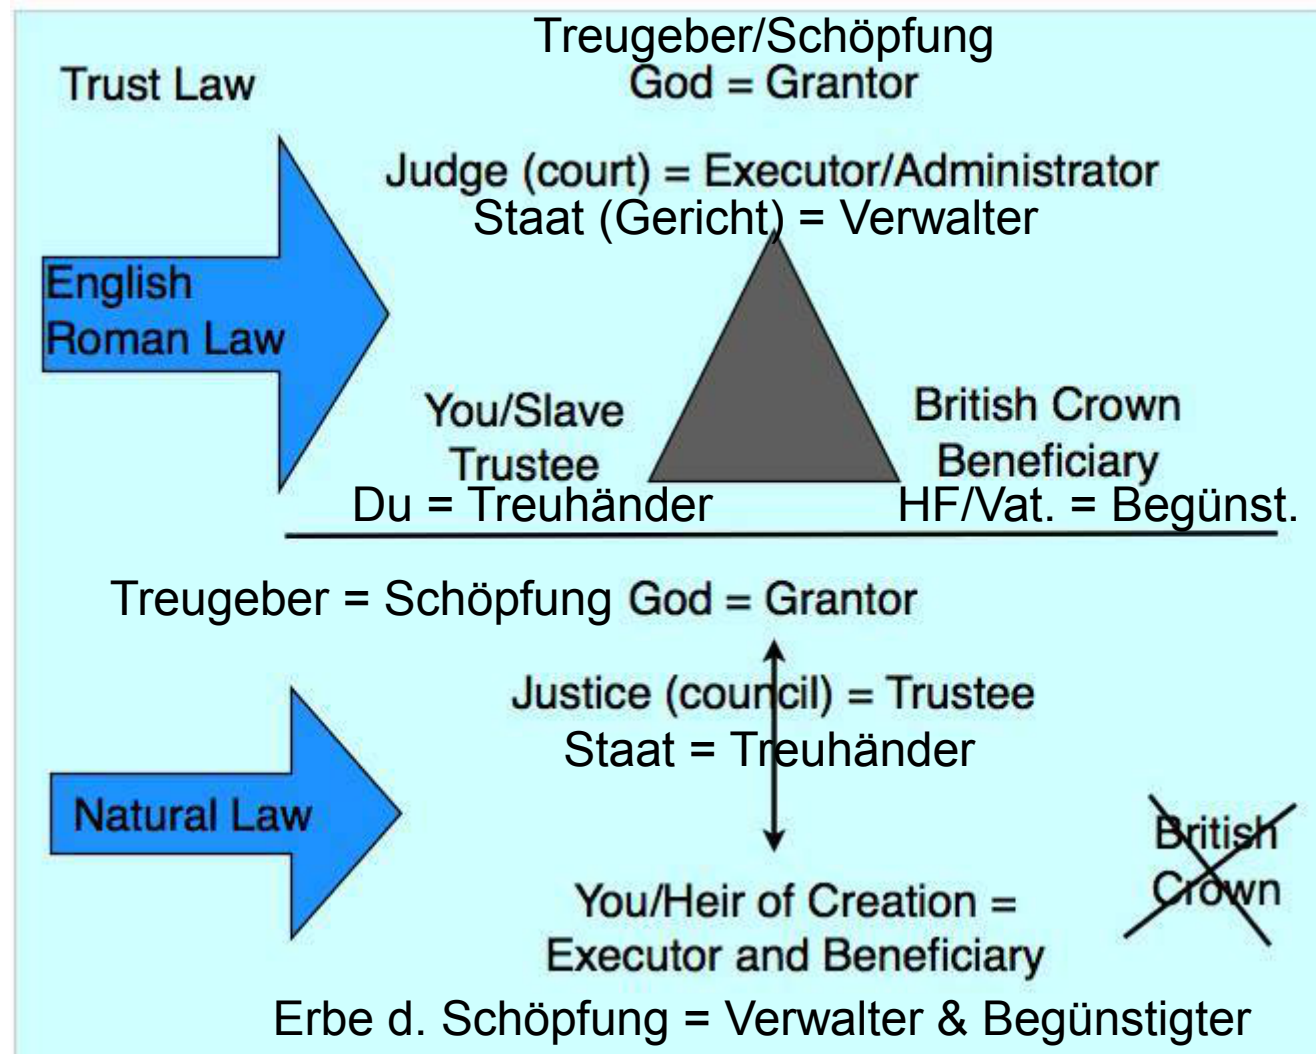 Treugeber/Schöpfung
Trust Law
God = Grantor
Judge (court) = Executor/Administrator
Staat (Gericht) = Verwalter
English
Roman Law
You/Slave
Trustee
British Crown
Beneficiary
Du = Treuhänder
HF/Vat. = Begünst.
Treugeber = Schöpfung God = Grantor
Justice (council) = Trustee
Staat = Treuhänder
Natural Law
British
Crown
You/Heir of Creation =
Executor and Beneficiary
Erbe d. Schöpfung = Verwalter & Begünstigter